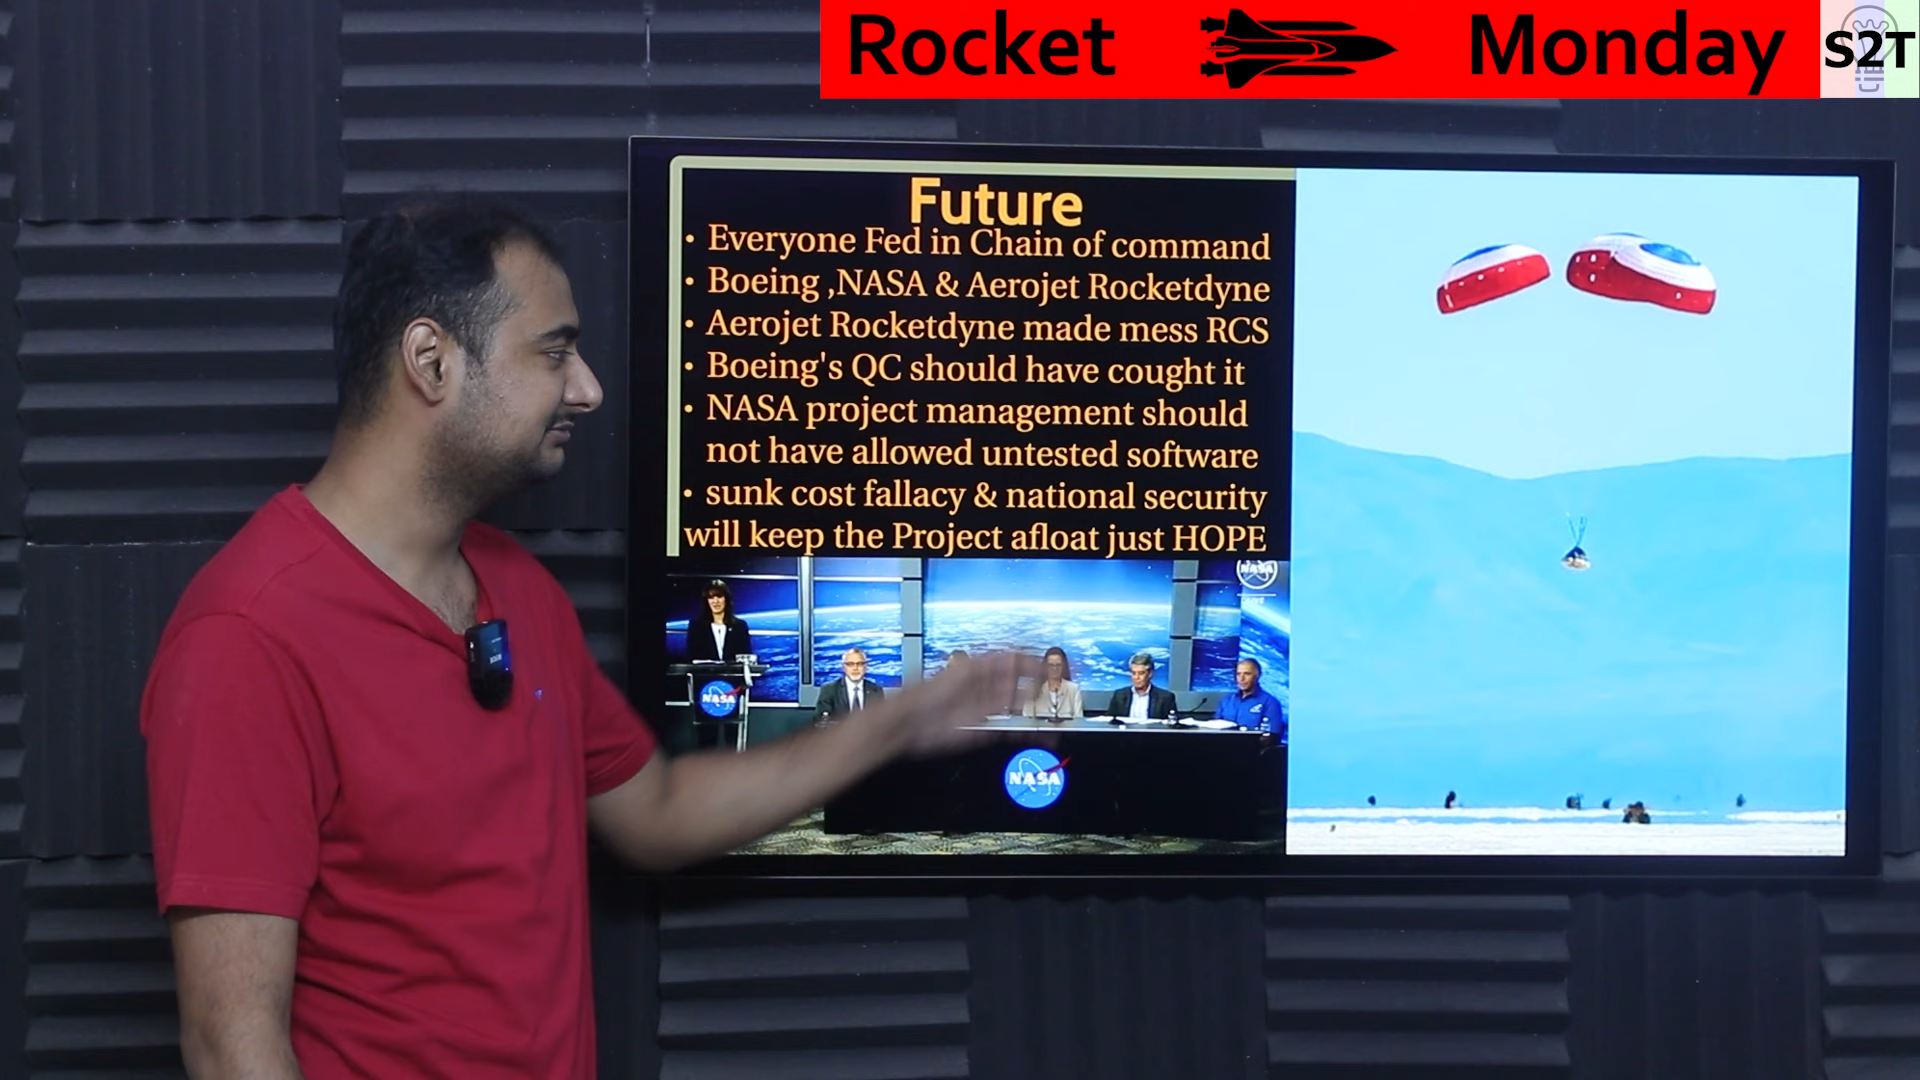 Rocket Monday S2T
Future
• Everyone Fed in Chain of command
• Boeing ,NASA & Aerojet Rocketdyne
• Aerojet Rocketdyne made mess RCS
• Boeing's QC should have cought it
• NASA project management should
not have allowed untested software
• sunk cost fallacy & national security
will keep the Project afloat just HOPE
NASA
NASA
NASA